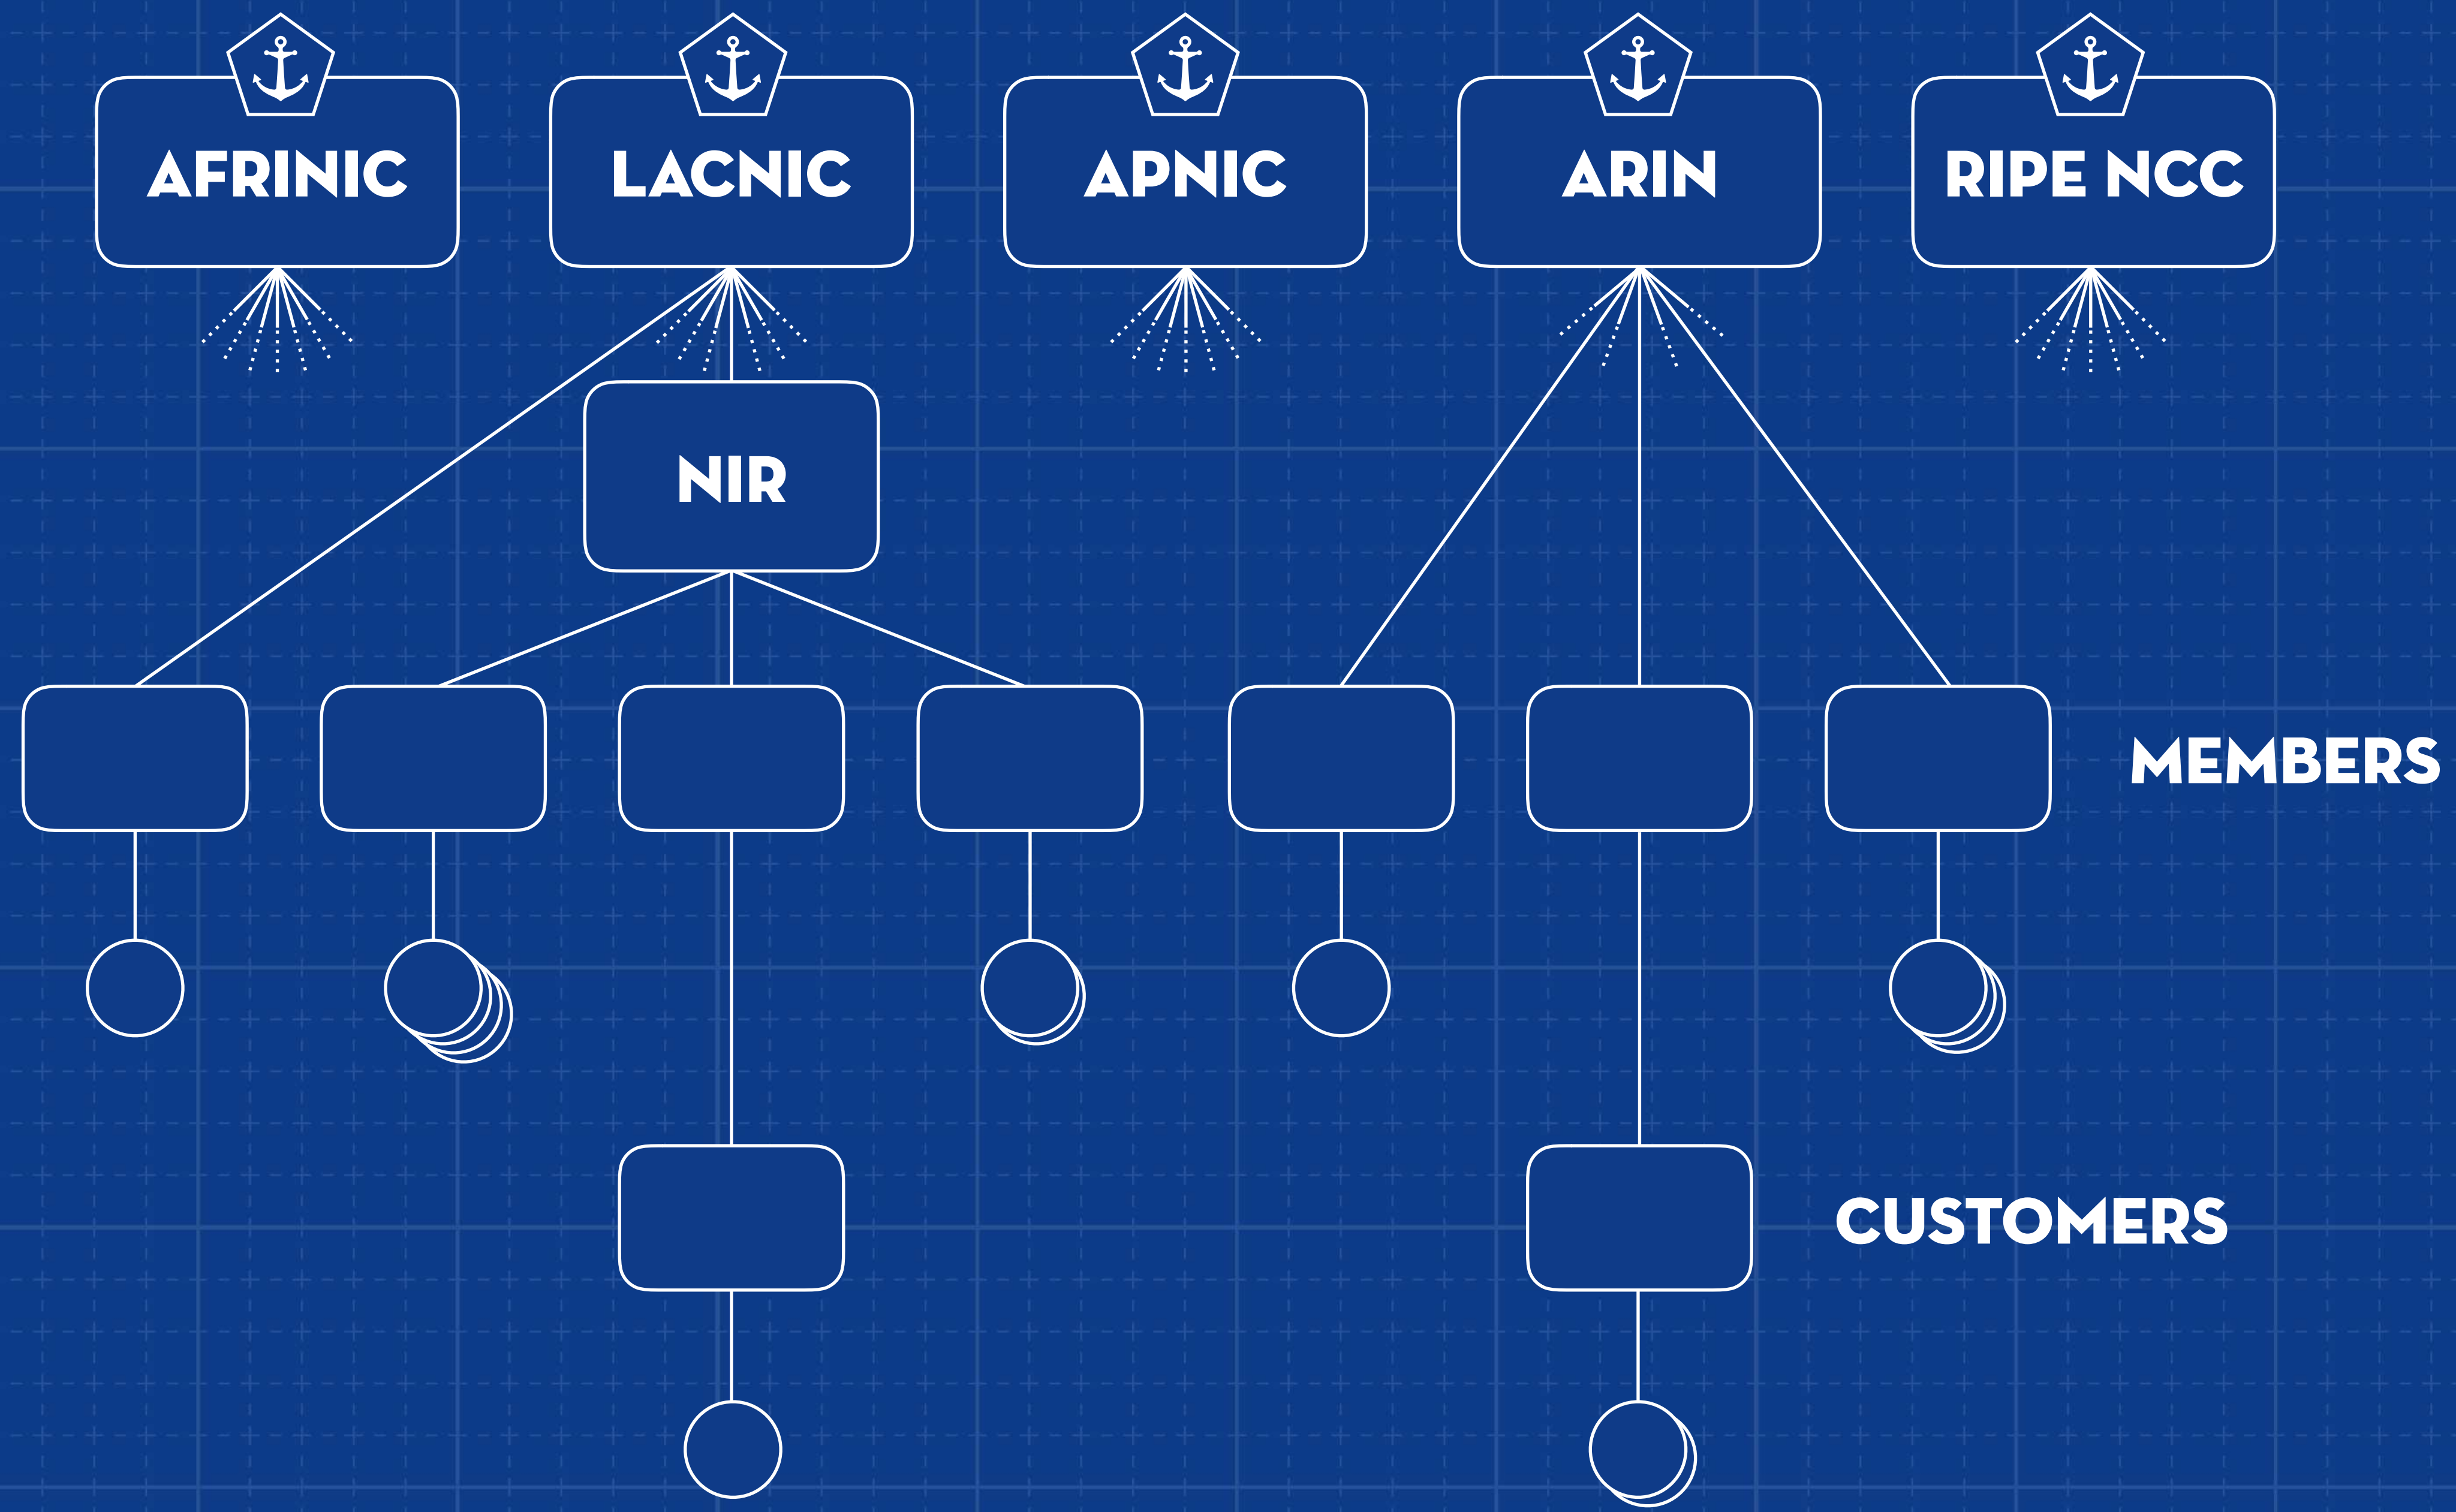 AFRINIC
LACNIC
APNIC
ARIN
RIPE NCC
NIR
MEMBERS
CUSTOMERS